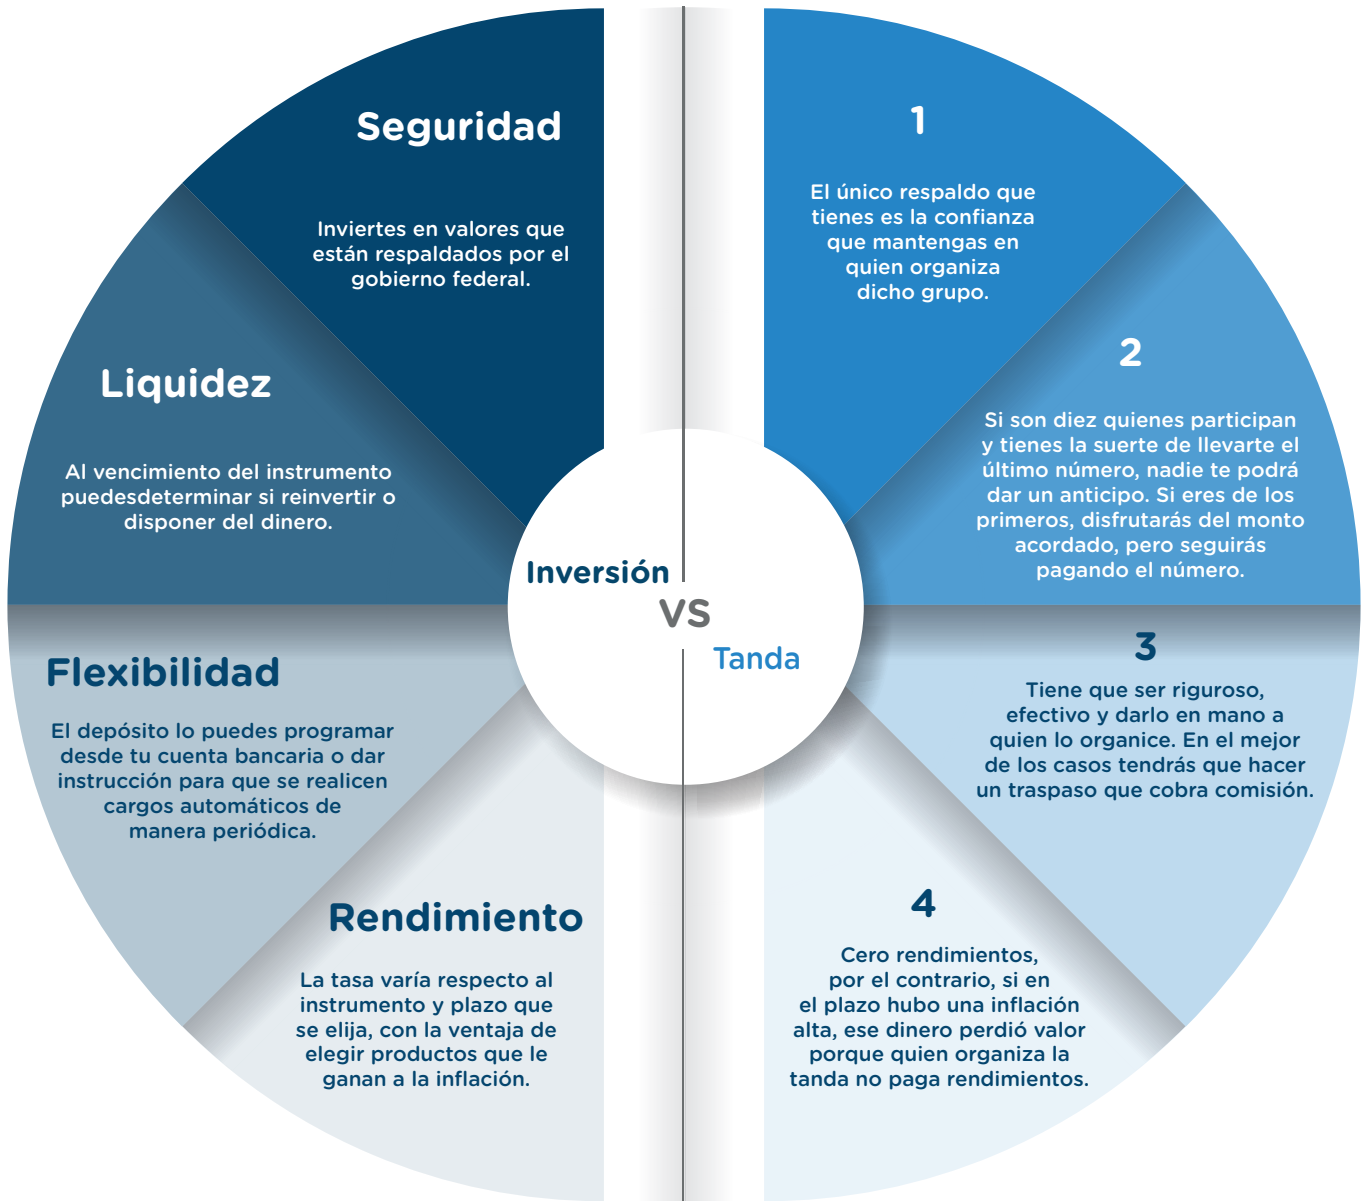 Seguridad
Inviertes en valores que
están respaldados por el
gobierno federal.
Liquidez
Al vencimiento del instrumento
puedesdeterminar si reinvertir o
disponer del dinero.
Flexibilidad
El depósito lo puedes programar
desde tu cuenta bancaria o dar
instrucción para que se realicen
cargos automáticos de
manera periódica.
Rendimiento
La tasa varía respecto al
instrumento y plazo que
se elija, con la ventaja de
elegir productos que le
ganan a la inflación.
Inversión
VS
Tanda
1
El único respaldo que
tienes es la confianza
que mantengas en
quien organiza
dicho grupo.
2
Si son diez quienes participan
y tienes la suerte de llevarte el
último número, nadie te podrá
dar un anticipo. Si eres de los
primeros, disfrutarás del monto
acordado, pero seguirás
pagando el número.
3
Tiene que ser riguroso,
efectivo y darlo en mano a
quien lo organice. En el mejor
de los casos tendrás que hacer
un traspaso que cobra comisión.
4
Cero rendimientos,
por el contrario, si en
el plazo hubo una inflación
alta, ese dinero perdió valor
porque quien organiza la
tanda no paga rendimientos.